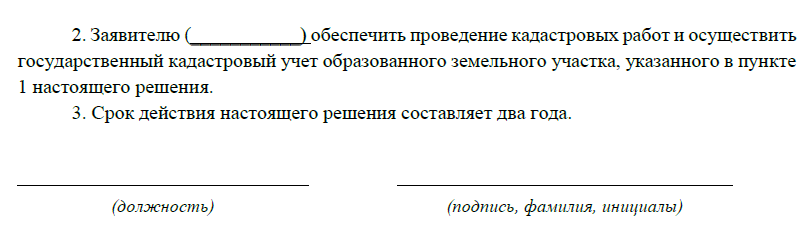 2. Заявителю (____________) обеспечить проведение кадастровых работ и осуществить
государственный кадастровый учет образованного земельного участка, указанного в пункте
1 настоящего решения.
3. Срок действия настоящего решения составляет два года.
(должность) (подпись, фамилия, инициалы)